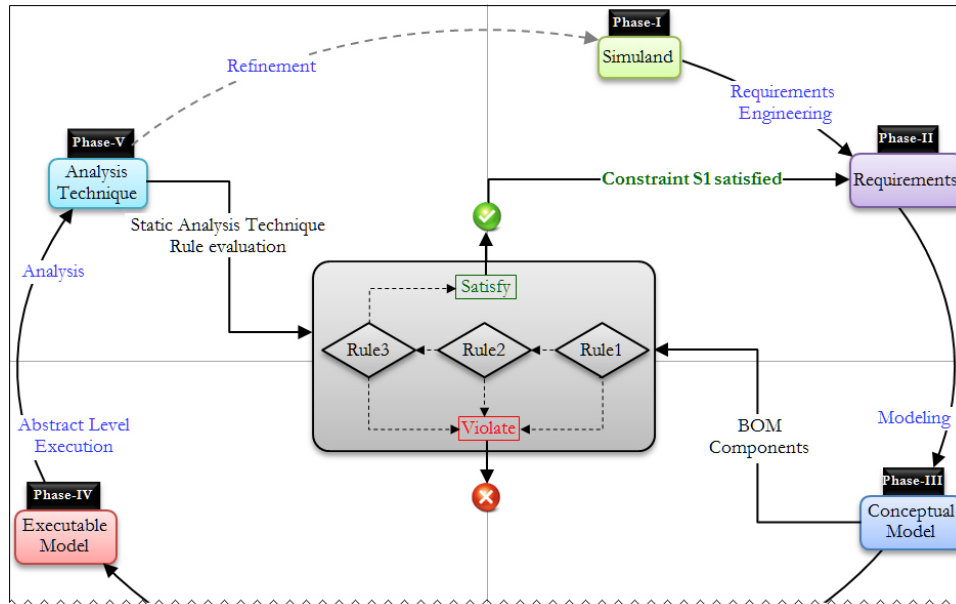 Phase-I
Simuland
Refinement
Requirements
Engineering
Phase-V
Analysis
Technique
Phase-II
Requirements
Constraint S1 satisfied
Static Analysis Technique
Rule evaluation
Analysis
Satisfy
Rule3
Rule2
Rule1
Violate
Abstract Level
Execution
BOM
Components
Modeling
Phase-IV
Executable
Model
Phase-III
Conceptual
Model